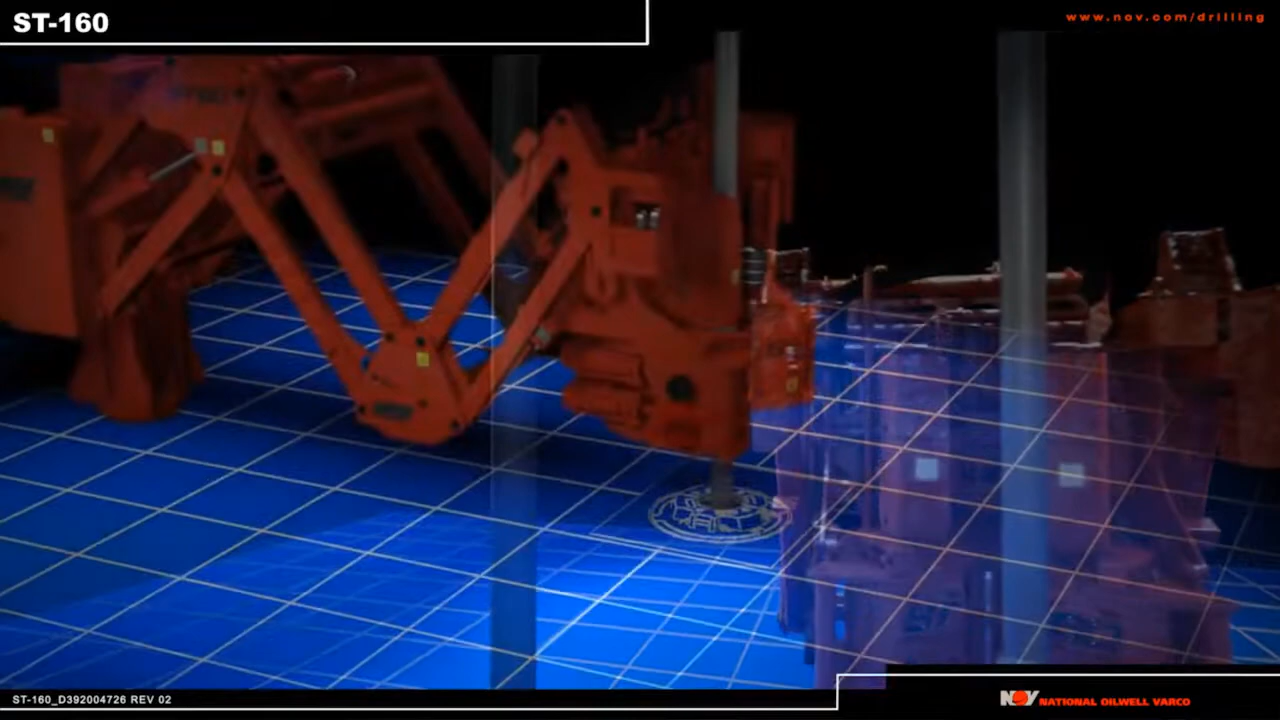 ST-160
www.nov.com/drilling
ST-160_D392004726 REV 02
NOV NATIONAL OILWELL VARCO